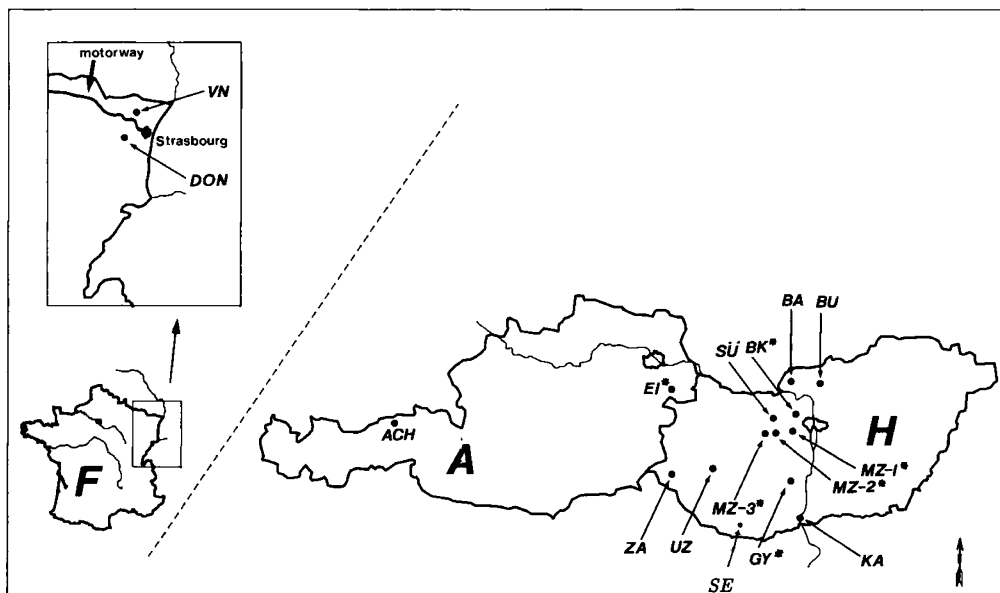 motorway
VN
Strasbourg
DON
BA BU
SÜ BK*
EI*
ACH
F
A
H
MZ-1*
MZ-2*
MZ-3*
ZA UZ
GY*
KA
SE